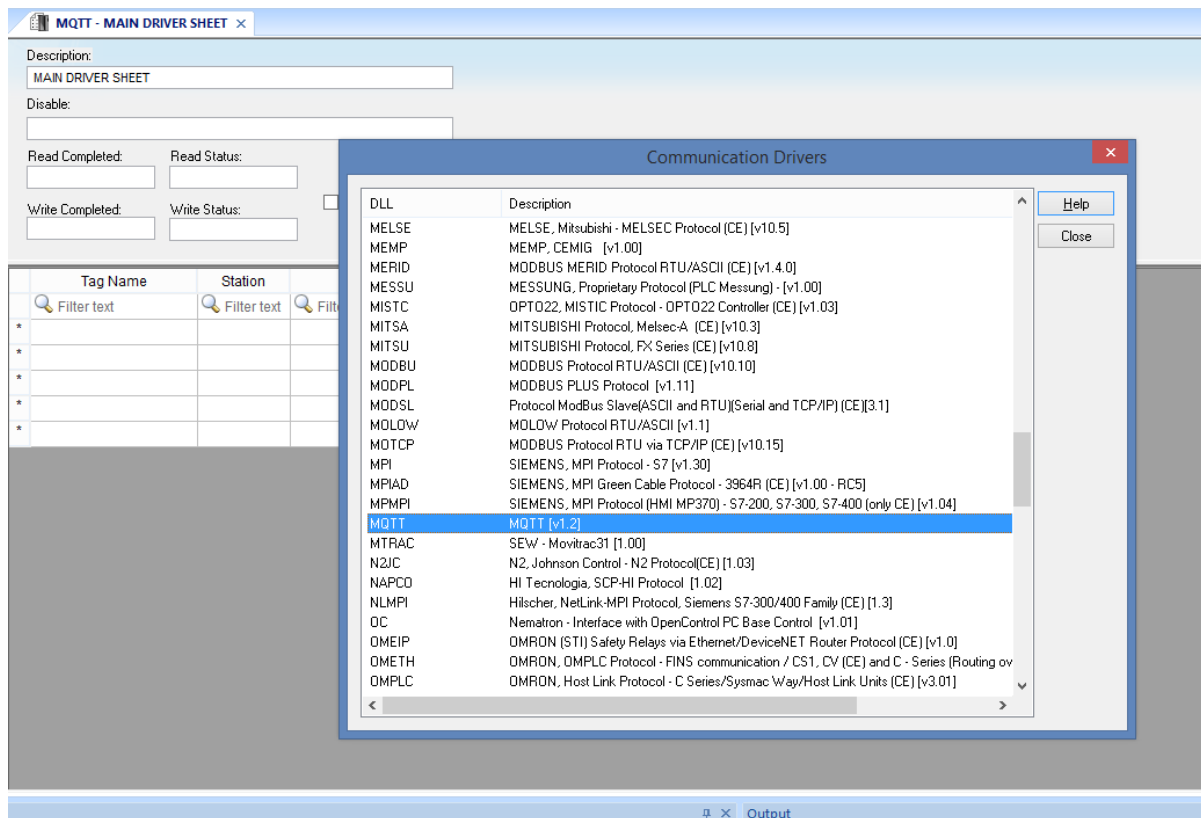 MQTT - MAIN DRIVER SHEET
Description:
MAIN DRIVER SHEET
Disable:
Read Completed: Read Status:
Write Completed: Write Status:
Tag Name Station
Filter text Filter text Filt
*
*
*
*
*
Communication Drivers
DLL Description
Help
Close
MELSE MELSE, Mitsubishi - MELSEC Protocol (CE) [v10.5]
MEMP MEMP, CEMIG [v1.00]
MERID MODBUS MERID Protocol RTU/ASCII (CE) [v1.4.0]
MESSU MESSUNG, Proprietary Protocol (PLC Messung) - [v1.00]
MISTC OPTO22, MISTIC Protocol - OPTO22 Controller (CE) [v1.03]
MITSA MITSUBISHI Protocol, Melsec-A (CE) [v10.3]
MITSU MITSUBISHI Protocol, FX Series (CE) [v10.8]
MODBU MODBUS Protocol RTU/ASCII (CE) [v10.10]
MODPL MODBUS PLUS Protocol [v1.11]
MODSL Protocol ModBus Slave(ASCII and RTU)(Serial and TCP/IP) (CE)[3.1]
MOLOW MOLOW Protocol RTU/ASCII [v1.1]
MOTCP MODBUS Protocol RTU via TCP/IP (CE) [v10.15]
MPI SIEMENS, MPI Protocol - S7 [v1.30]
MPIAD SIEMENS, MPI Green Cable Protocol - 3964R (CE) [v1.00 - RC5]
MPMPI SIEMENS, MPI Protocol (HMI MP370) - S7-200, S7-300, S7-400 (only CE) [v1.04]
MQTT MQTT [v1.2]
MTRAC SEW - Movitrac31 [1.00]
N2JC N2, Johnson Control - N2 Protocol(CE) [1.03]
NAPCO HI Tecnologia, SCP-HI Protocol [1.02]
NLMPI Hilscher, NetLink-MPI Protocol, Siemens S7-300/400 Family (CE) [1.3]
OC Nematron - Interface with OpenControl PC Base Control [v1.01]
OMEIP OMRON (STI) Safety Relays via Ethernet/DeviceNET Router Protocol (CE) [v1.0]
OMETH OMRON, OMPLC Protocol - FINS communication / CS1, CV (CE) and C - Series (Routing ov
OMPLC OMRON, Host Link Protocol - C Series/Sysmac Way/Host Link Units (CE) [v3.01]
Output